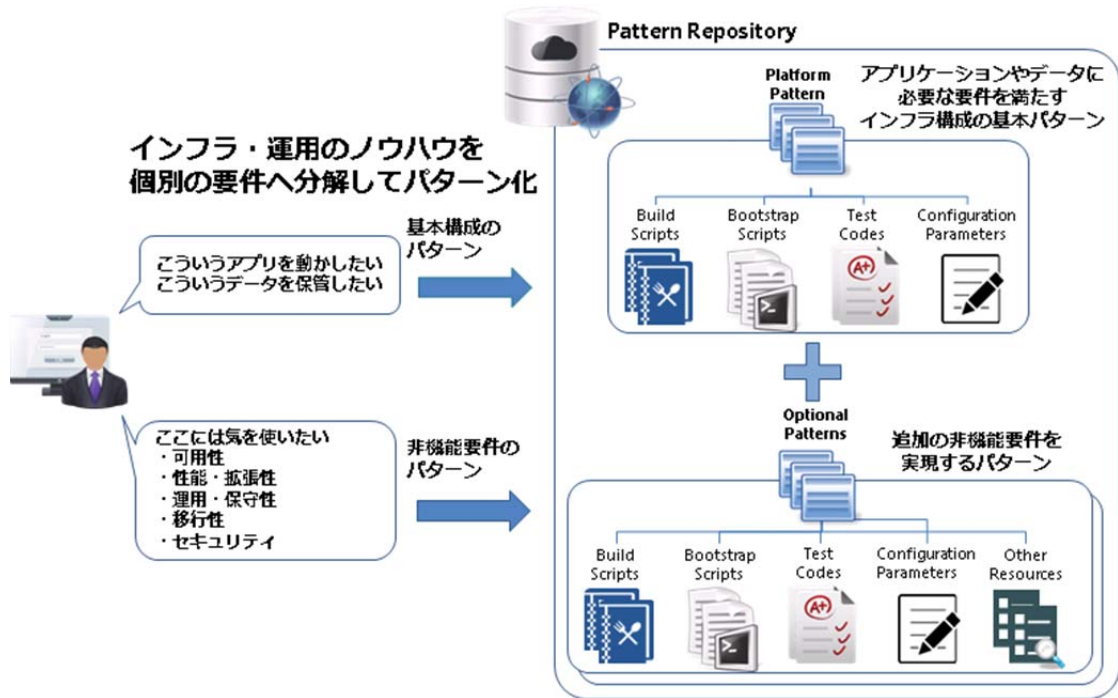 Pattern Repository
Platform
Pattern
アプリケーションやデータに
必要な要件を満たす
インフラ構成の基本パターン
インフラ・運用のノウハウを
個別の要件へ分解してパターン化
Build
Scripts
Bootstrap
Scripts
Test
Codes
Configuration
Parameters
A+
基本構成の
パターン
こういうアプリを動かしたい
こういうデータを保管したい
Optional
Patterns
追加の非機能要件を
実現するパターン
ここには気を使いたい
・可用性
・性能・拡張性
・運用・保守性
・移行性
・セキュリティ
非機能要件の
パターン
Build
Scripts
Bootstrap
Scripts
Test
Codes
Configuration
Parameters
Other
Resources
A+